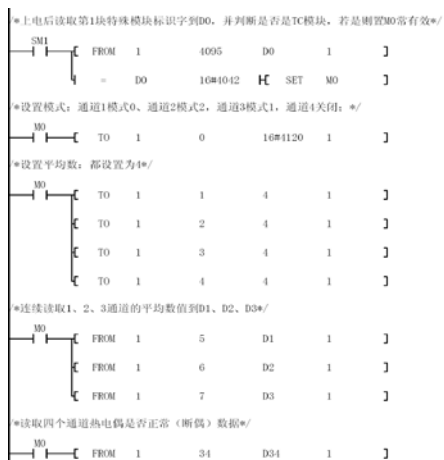 /*上电后读取第1块特殊模块标识字到D0，并判断是否是TC模块，若是则置M0常有效*/
SM1
[ FROM 1 4095 D0 1 ]
[ = D0 16#4042 ][ SET M0 ]
/*设置模式：通道1模式0、通道2模式2，通道3模式1，通道4关闭；*/
M0
[ TO 1 0 16#4120 1 ]
/*设置平均数：都设置为4*/
M0
[ TO 1 1 4 1 ]
[ TO 1 2 4 1 ]
[ TO 1 3 4 1 ]
[ TO 1 4 4 1 ]
/*连续读取1、2、3通道的平均数值到D1、D2、D3*/
M0
[ FROM 1 5 D1 1 ]
[ FROM 1 6 D2 1 ]
[ FROM 1 7 D3 1 ]
/*读取四个通道热电偶是否正常（断偶）数据*/
M0
[ FROM 1 34 D34 1 ]